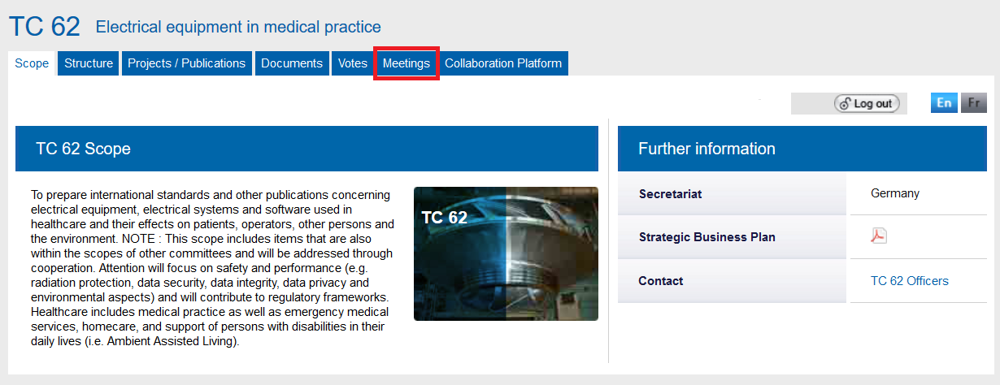 TC 62 Electrical equipment in medical practice
Scope Structure Projects / Publications Documents Votes Meetings Collaboration Platform
Log out En Fr
TC 62 Scope
To prepare international standards and other publications concerning
electrical equipment, electrical systems and software used in
healthcare and their effects on patients, operators, other persons and
the environment. NOTE : This scope includes items that are also
within the scopes of other committees and will be addressed through
cooperation. Attention will focus on safety and performance (e.g.
radiation protection, data security, data integrity, data privacy and
environmental aspects) and will contribute to regulatory frameworks.
Healthcare includes medical practice as well as emergency medical
services, homecare, and support of persons with disabilities in their
daily lives (i.e. Ambient Assisted Living).
TC 62
Further information
Secretariat Germany
Strategic Business Plan
Contact TC 62 Officers